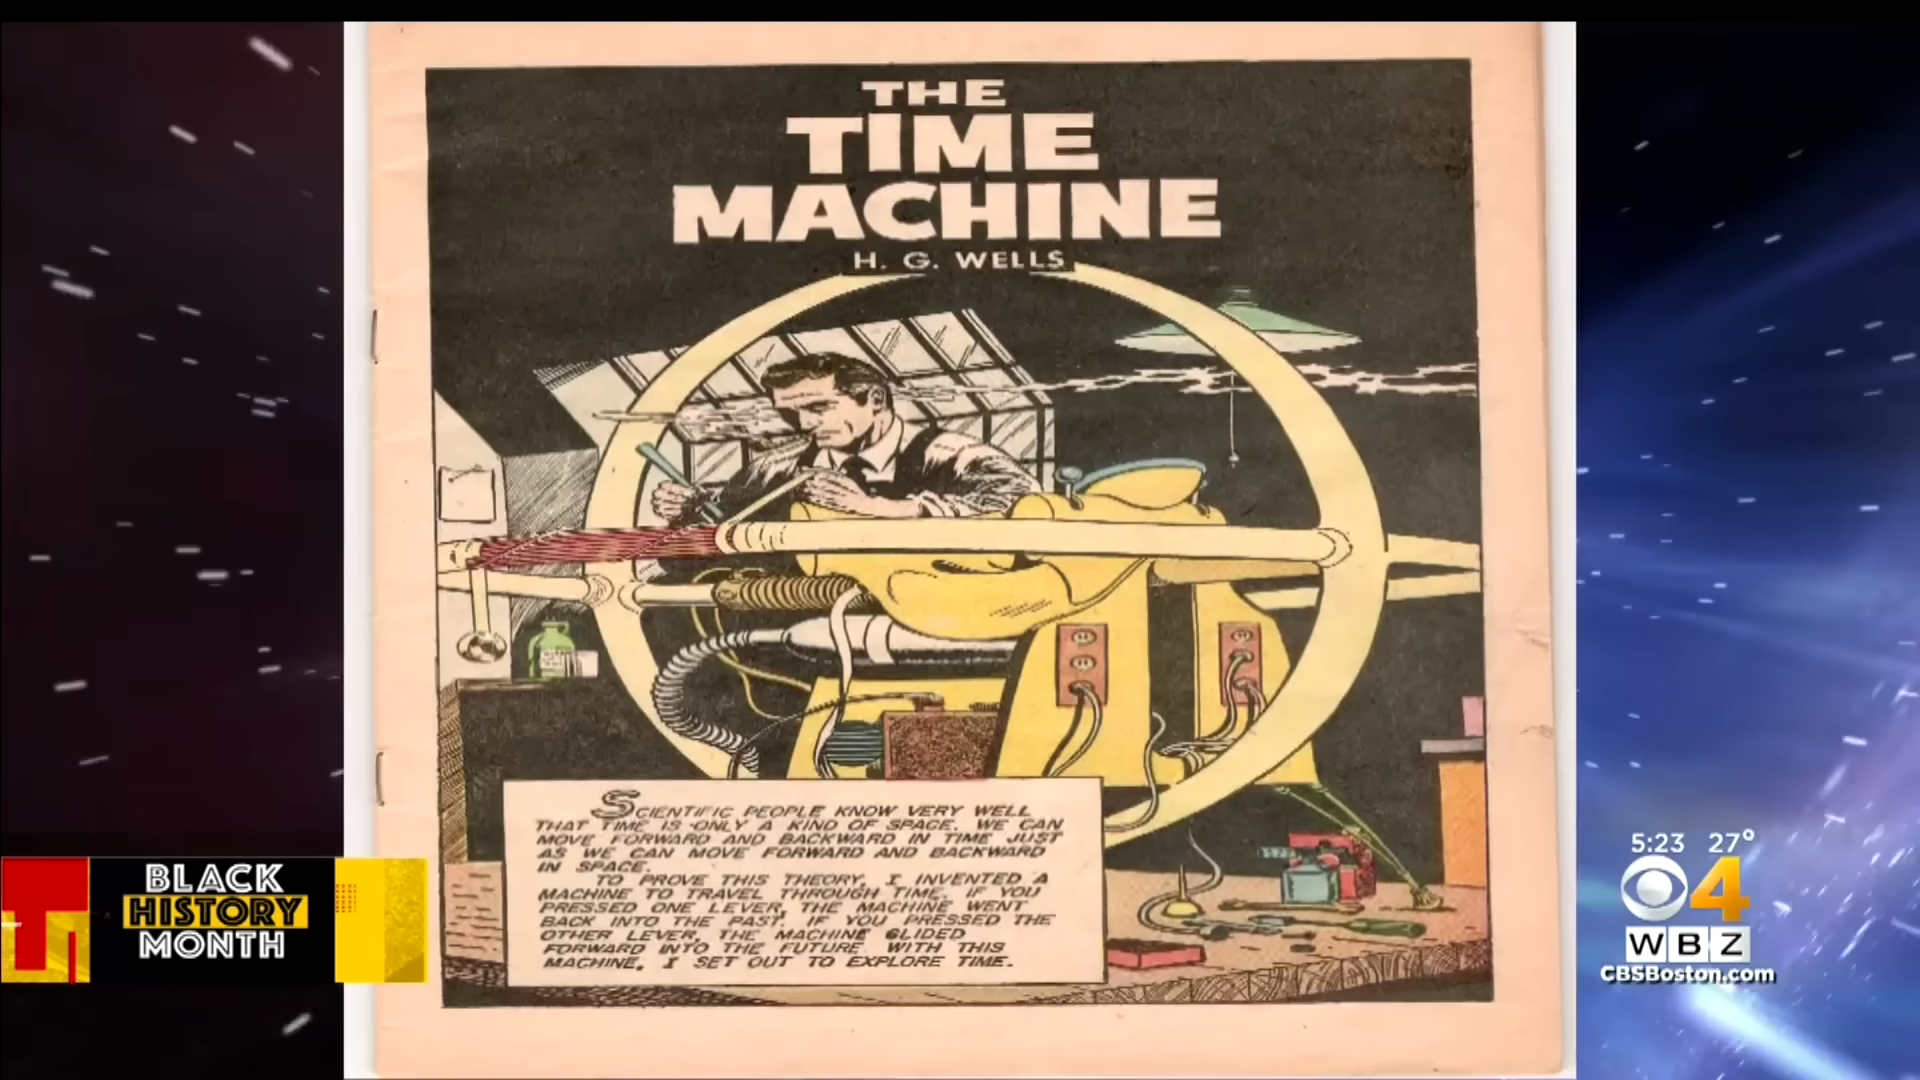 THE
TIME
MACHINE
H. G. WELLS
SCIENTIFIC PEOPLE KNOW VERY WELL
THAT TIME IS ONLY A KIND OF SPACE. WE CAN
MOVE FORWARD AND BACKWARD IN TIME JUST
AS WE CAN MOVE FORWARD AND BACKWARD
IN SPACE.
TO PROVE THIS THEORY, I INVENTED A
MACHINE TO TRAVEL THROUGH TIME. IF YOU
PRESSED ONE LEVER, THE MACHINE WENT
BACK INTO THE PAST. IF YOU PRESSED THE
OTHER LEVER, THE MACHINE GLIDED
FORWARD INTO THE FUTURE. WITH THIS
MACHINE, I SET OUT TO EXPLORE TIME.
BLACK
HISTORY
MONTH
5:23 27°
4
WBZ
CBSBoston.com